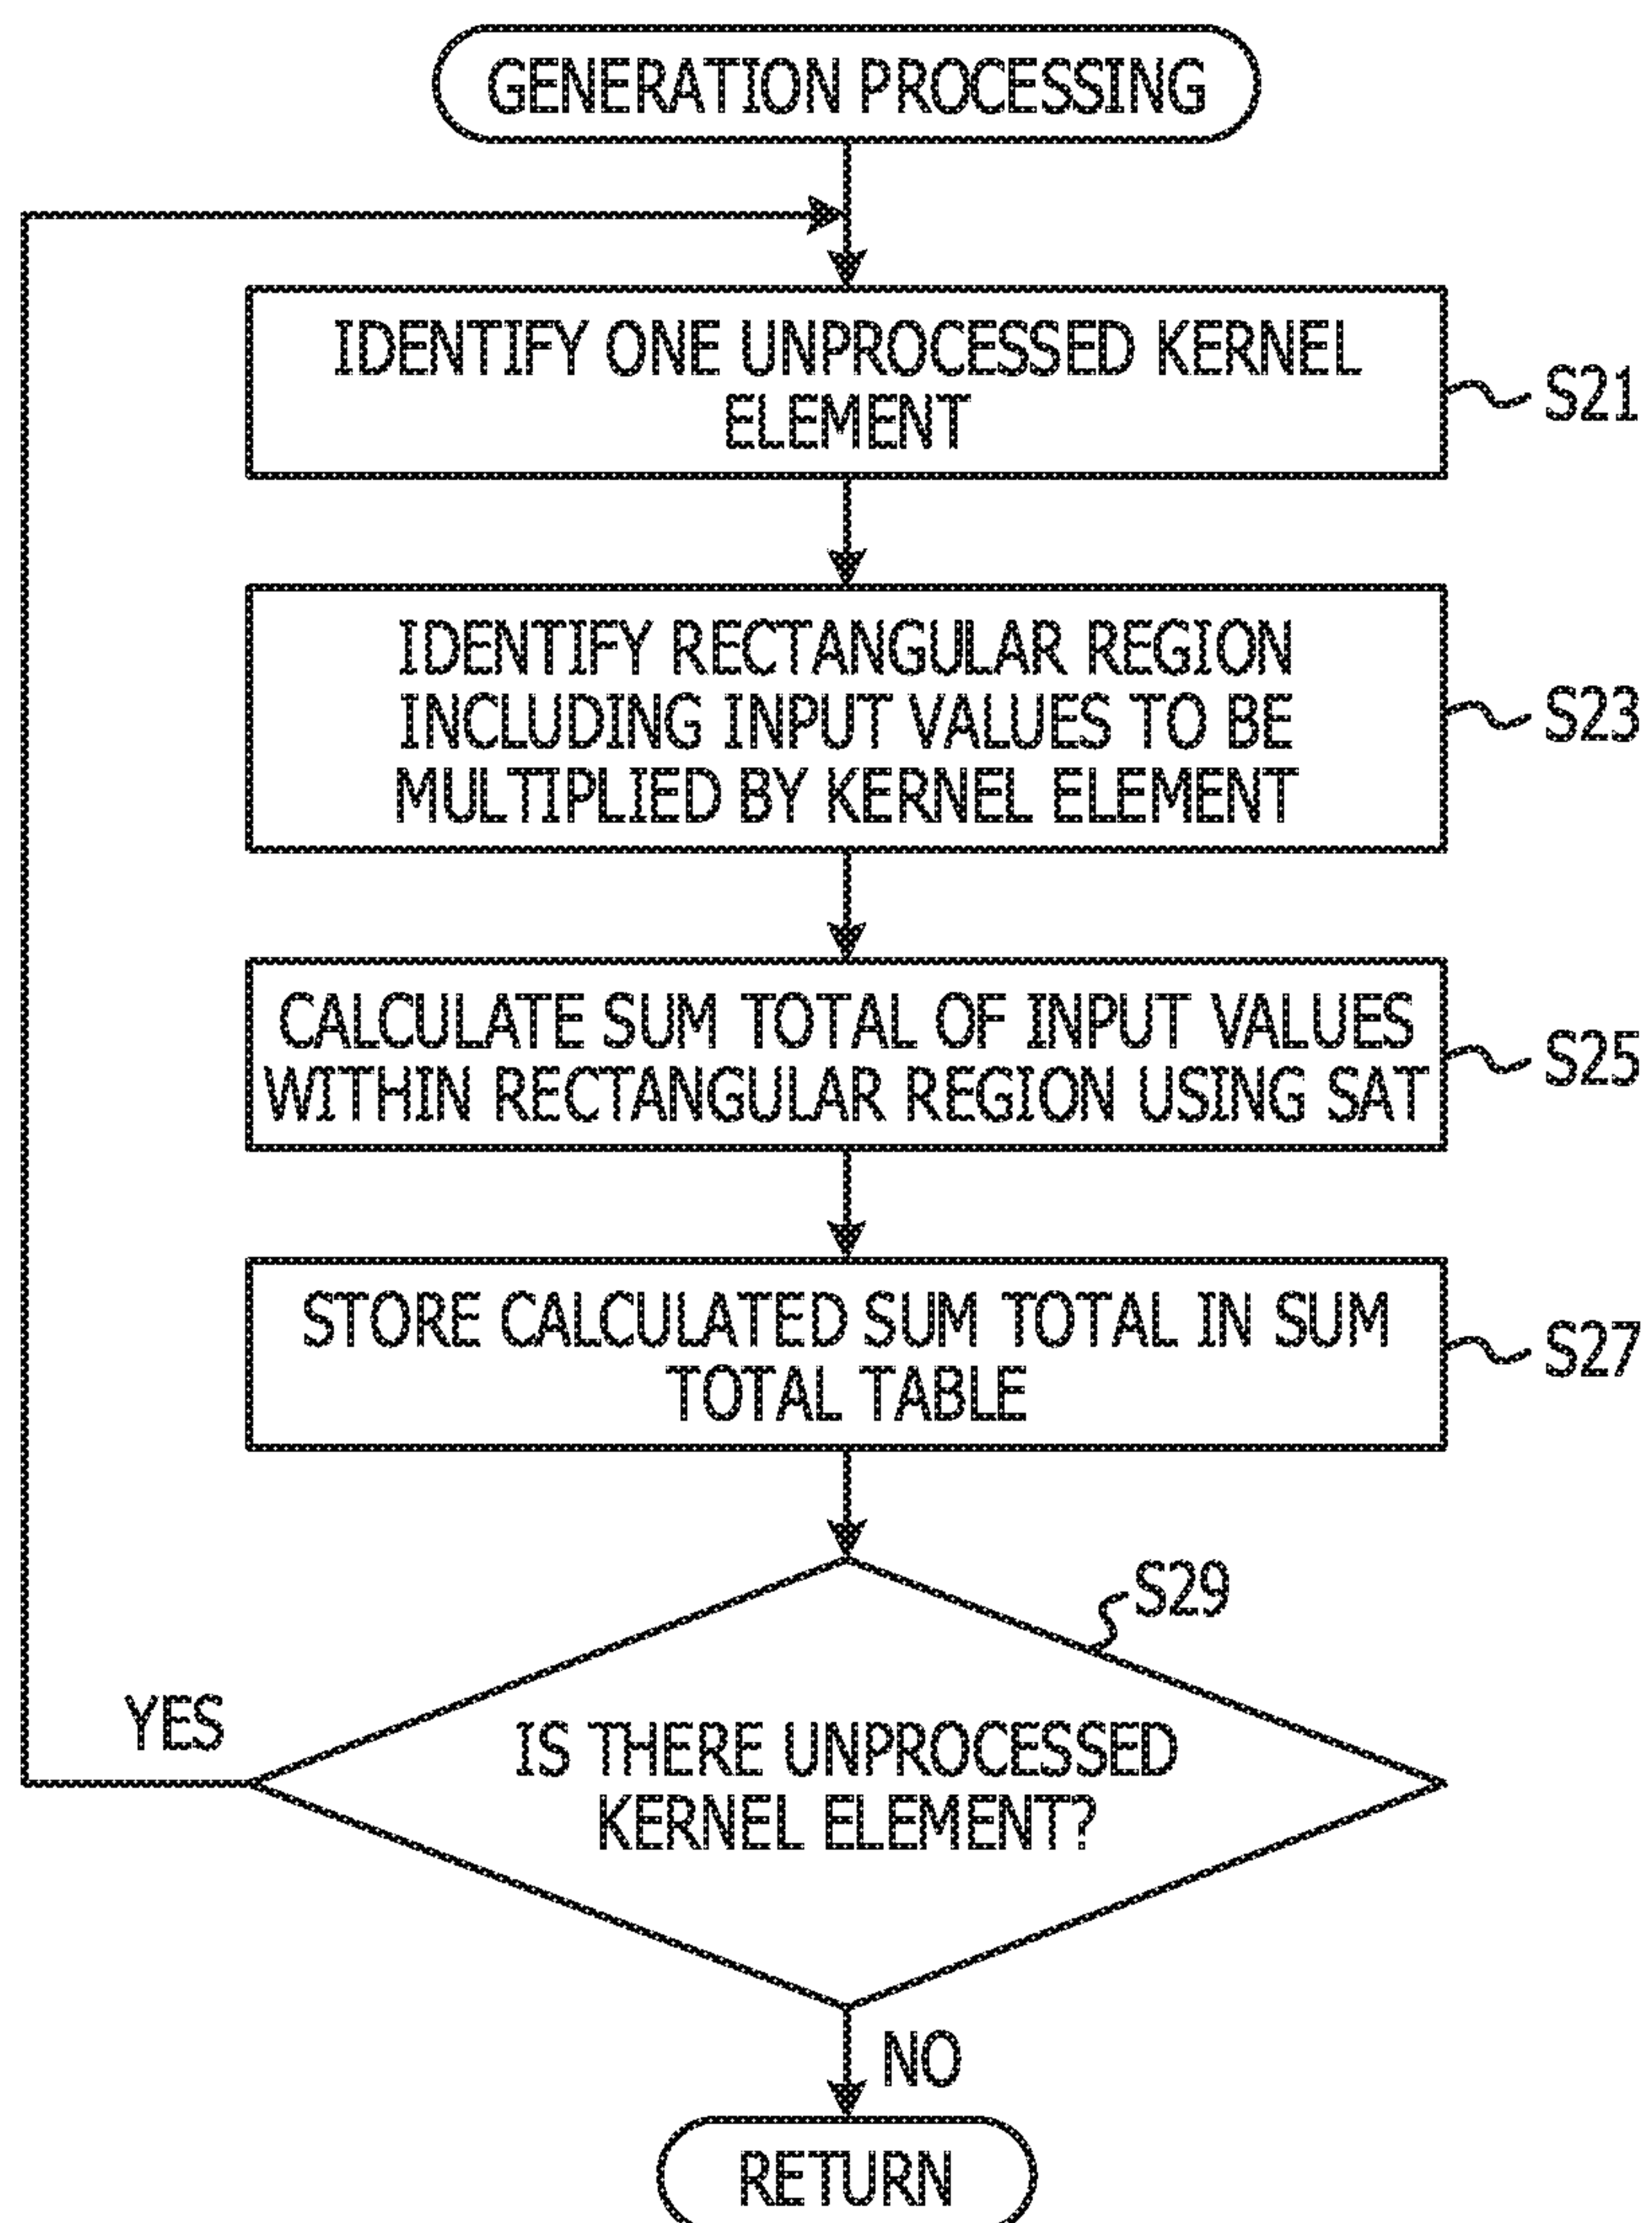 GENERATION PROCESSING
IDENTIFY ONE UNPROCESSED KERNEL
ELEMENT
S21
IDENTIFY RECTANGULAR REGION
INCLUDING INPUT VALUES TO BE
MULTIPLIED BY KERNEL ELEMENT
S23
CALCULATE SUM TOTAL OF INPUT VALUES
WITHIN RECTANGULAR REGION USING SAT
S25
STORE CALCULATED SUM TOTAL IN SUM
TOTAL TABLE
S27
S29
YES
IS THERE UNPROCESSED
KERNEL ELEMENT?
NO
RETURN